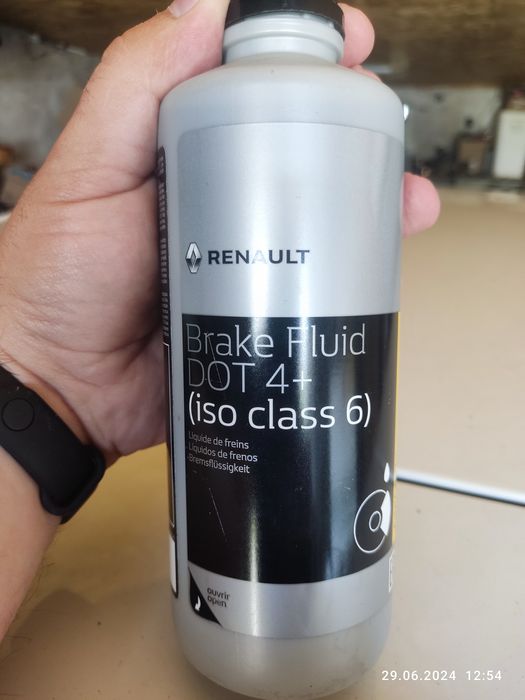 RENAULT
Brake Fluid
DOT 4+
(iso class 6)
Liquide de freins
Líquidos de frenos
Bremsflüssigkeit
ouvrir
open
29.06.2024 12:54